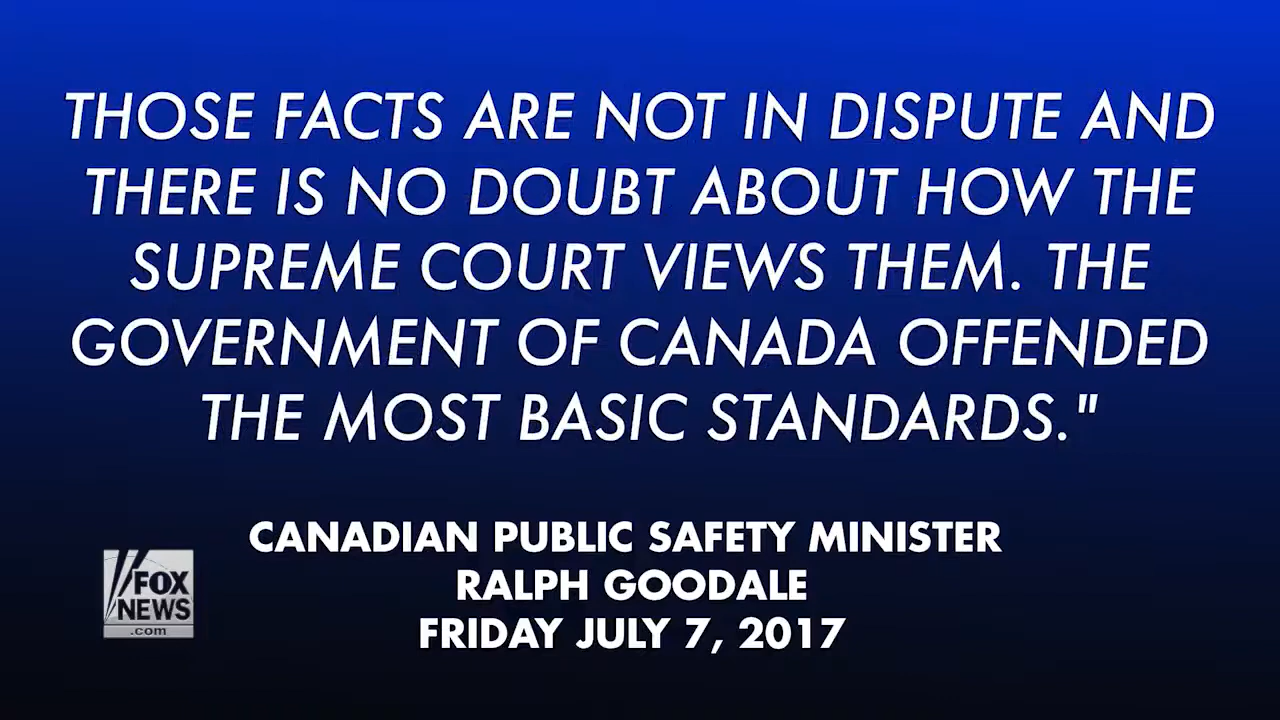 THOSE FACTS ARE NOT IN DISPUTE AND
THERE IS NO DOUBT ABOUT HOW THE
SUPREME COURT VIEWS THEM. THE
GOVERNMENT OF CANADA OFFENDED
THE MOST BASIC STANDARDS."
CANADIAN PUBLIC SAFETY MINISTER
RALPH GOODALE
FRIDAY JULY 7, 2017
FOX
NEWS
.com